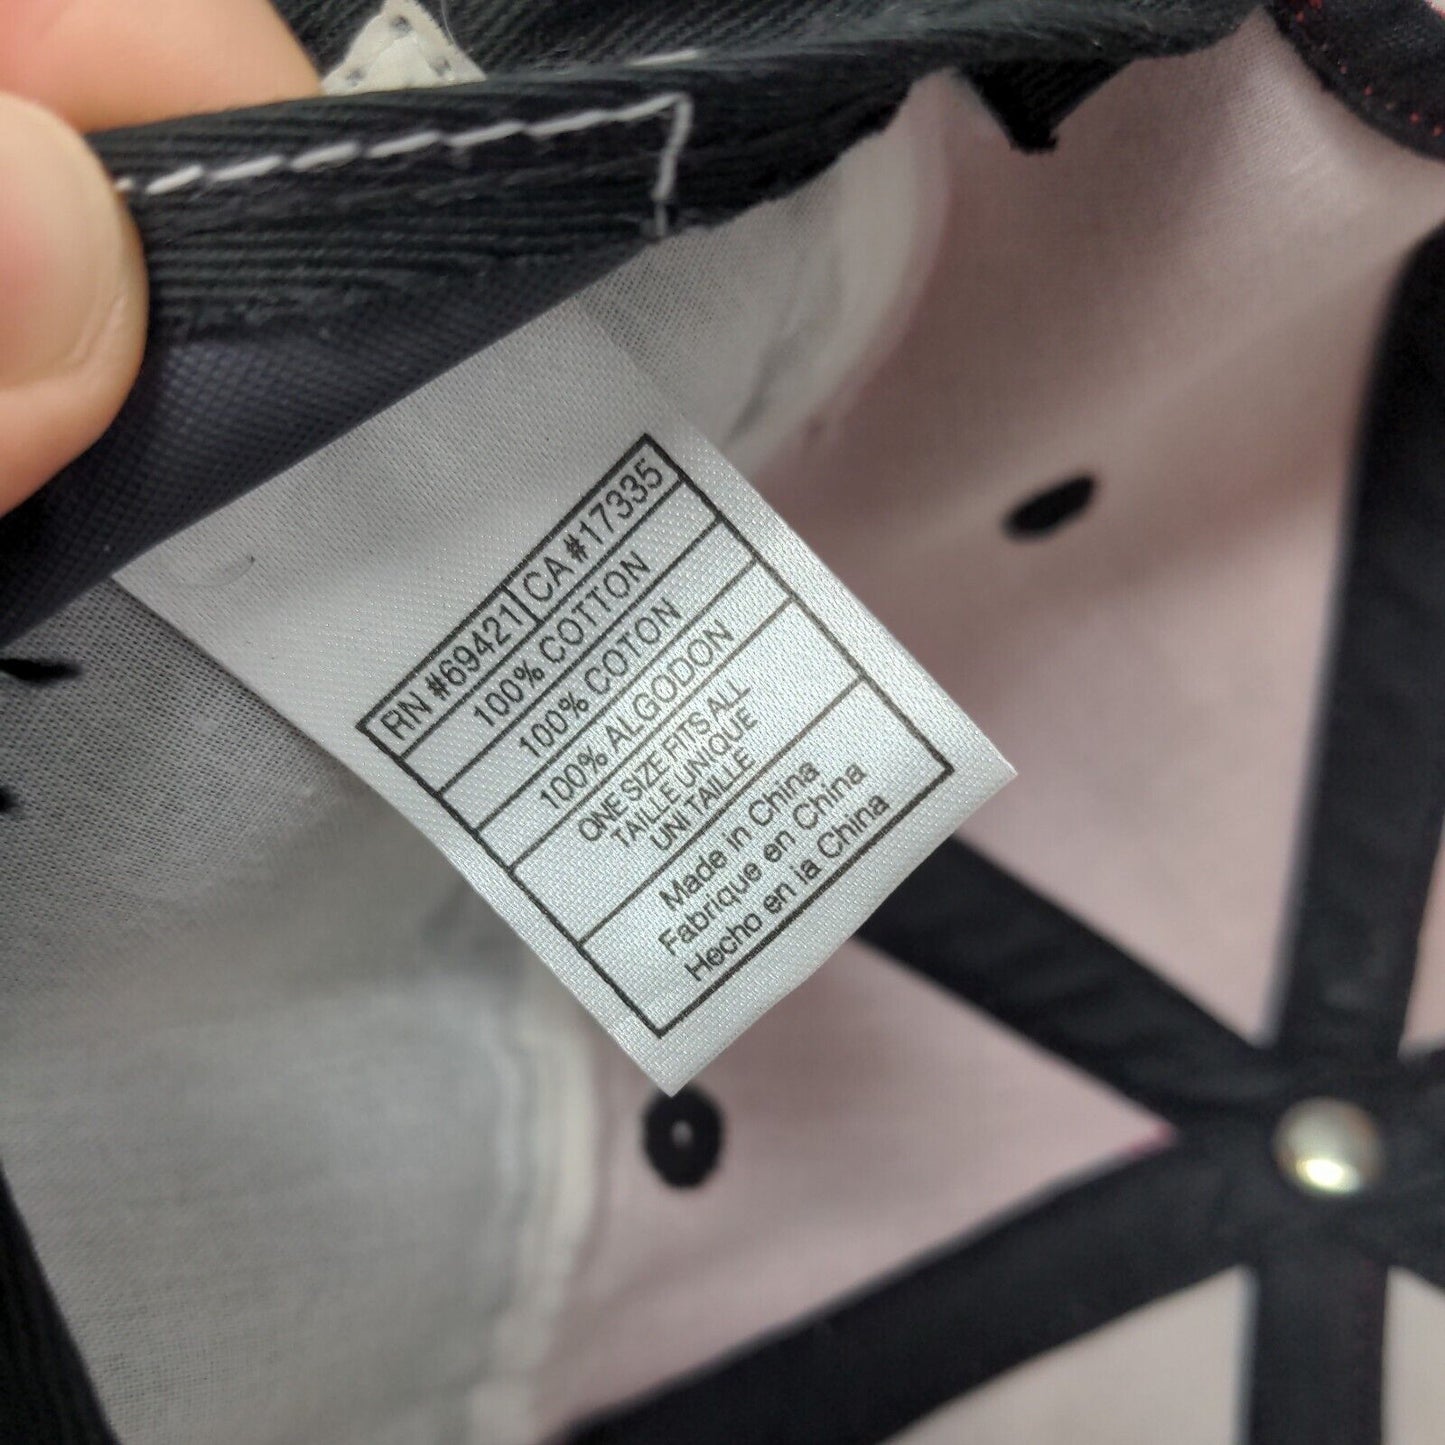 RN #69421 CA #17335
100% COTTON
100% COTON
100% ALGODON
ONE SIZE FITS ALL
TAILLE UNIQUE
UNI TAILLE
Made in China
Fabrique en China
Hecho en ia China